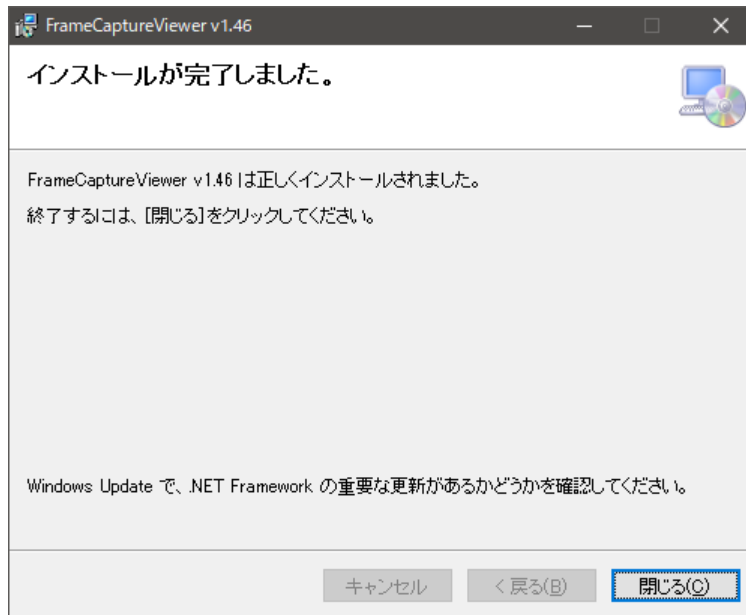 FrameCaptureViewer v1.46
インストールが完了しました。
FrameCaptureViewer v1.46 は正しくインストールされました。
終了するには、[閉じる]をクリックしてください。
Windows Update で、.NET Framework の重要な更新があるかどうかを確認してください。
キャンセル
< 戻る(B)
閉じる(C)